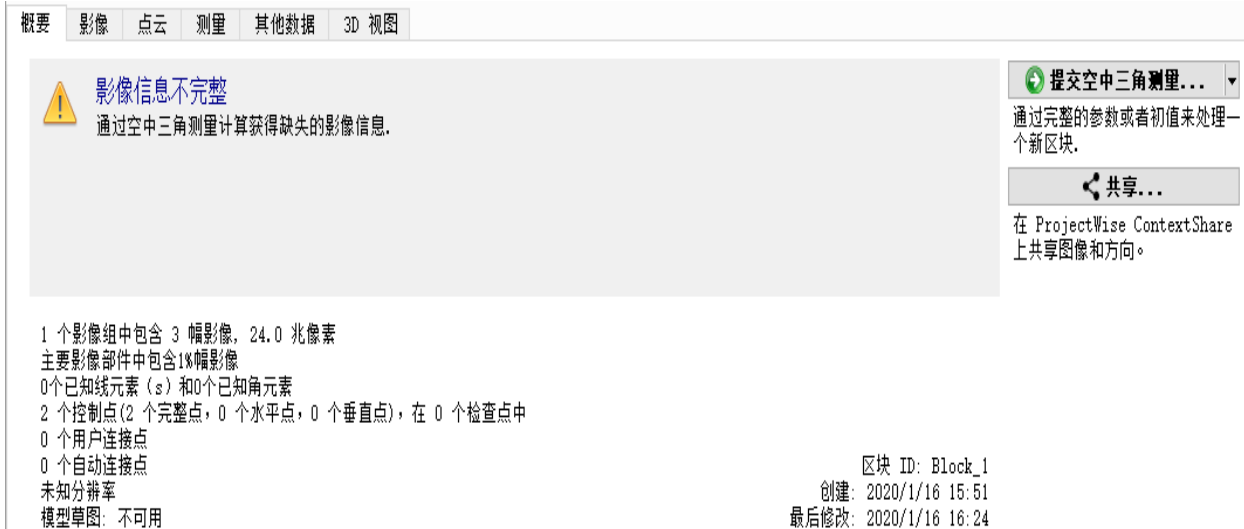 概要 影像 点云 测量 其他数据 3D 视图
影像信息不完整
通过空中三角测量计算获得缺失的影像信息.
提交空中三角测量...
通过完整的参数或者初值来处理一
个新区块.
共享...
在 ProjectWise ContextShare
上共享图像和方向。
1 个影像组中包含 3 幅影像, 24.0 兆像素
主要影像部件中包含1%幅影像
0个已知线元素（s）和0个已知角元素
2 个控制点(2 个完整点，0 个水平点，0 个垂直点)，在 0 个检查点中
0 个用户连接点
0 个自动连接点
未知分辨率
模型草图: 不可用
区块 ID: Block_1
创建: 2020/1/16 15:51
最后修改: 2020/1/16 16:24